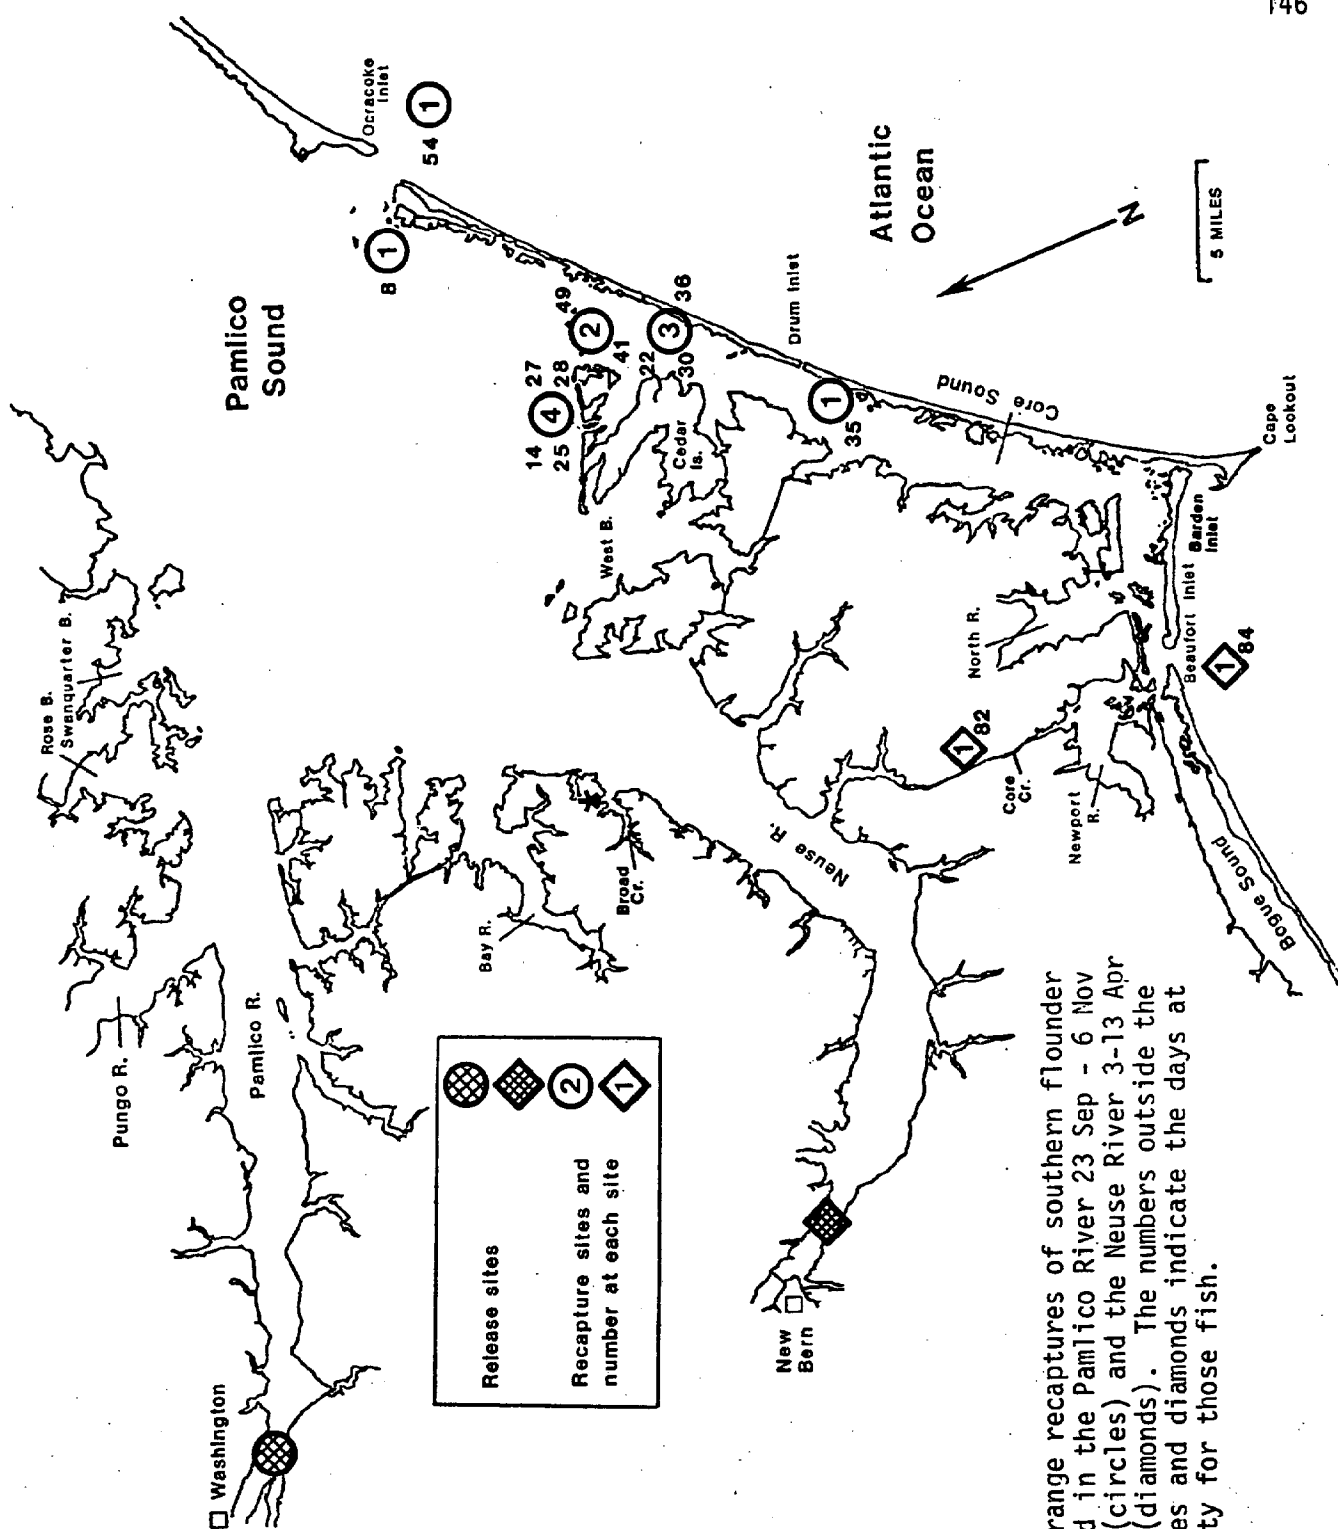 146
Ocracoke
Inlet
54
1
8
1
Pamlico
Sound
Atlantic
Ocean
N
5 MILES
49
2
41
27
28
4
14
25
36
3
22
30
Drum Inlet
1
35
Cedar
Is.
West B.
Core Sound
Cape
Lookout
Barden
Inlet
Beaufort Inlet
1
84
North R.
1
82
Core
Cr.
Newport
R.
Bogue Sound
Rose B.
Swanquarter B.
Neuse R.
Broad
Cr.
Bay R.
Pungo R.
Pamlico R.
Washington
New
Bern
Release sites
Recapture sites and
number at each site
2
1
range recaptures of southern flounder
d in the Pamlico River 23 Sep - 6 Nov
(circles) and the Neuse River 3-13 Apr
(diamonds). The numbers outside the
es and diamonds indicate the days at
ty for those fish.